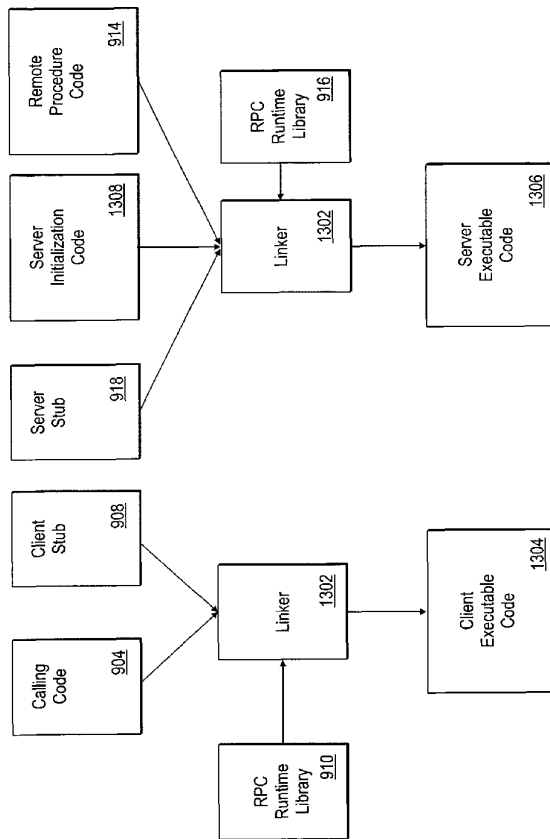 Calling
Code
904
Client
Stub
908
Server
Stub
918
Server
Initialization
Code
1308
Remote
Procedure
Code
914
RPC
Runtime
Library
910
Linker
1302
Linker
1302
RPC
Runtime
Library
916
Client
Executable
Code
1304
Server
Executable
Code
1306